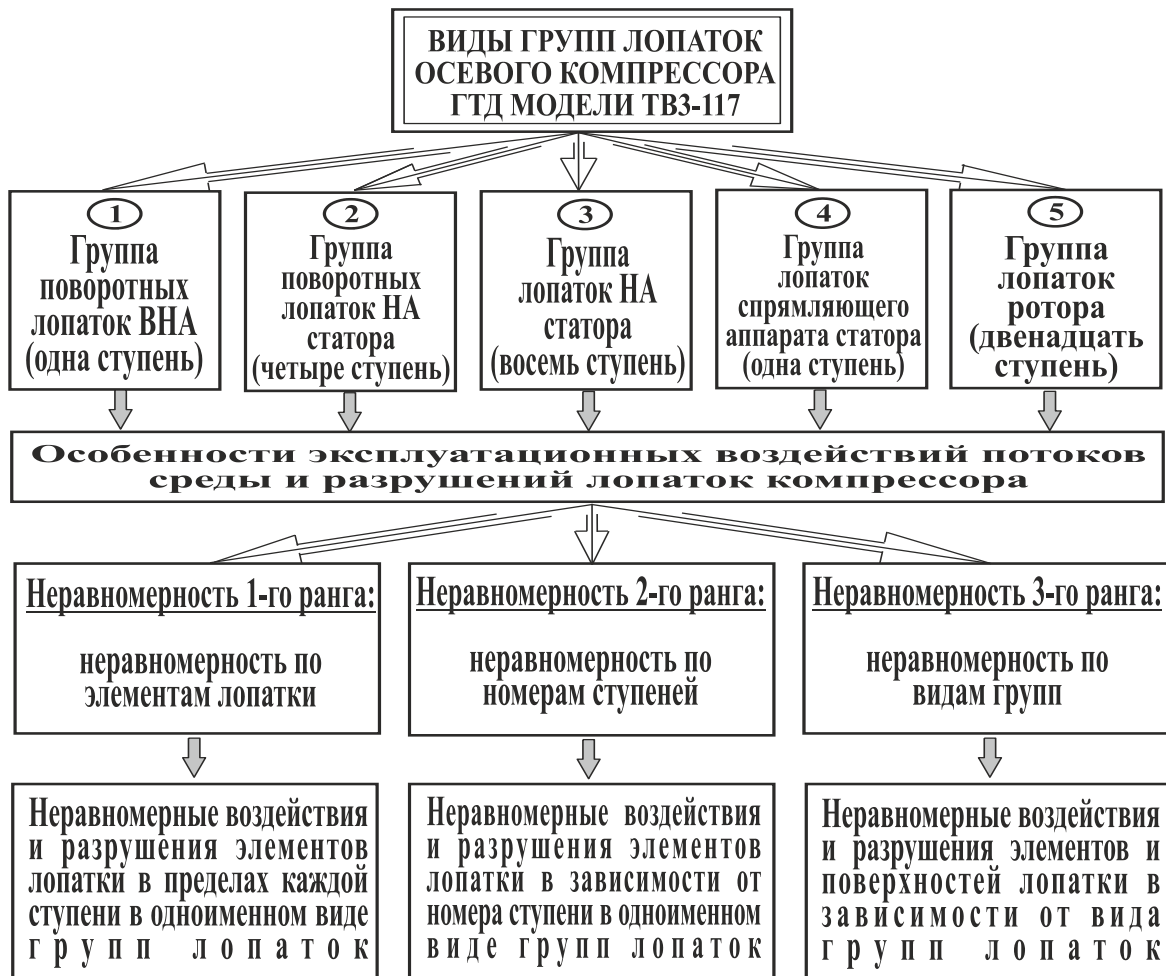 ВИДЫ ГРУПП ЛОПАТОК
ОСЕВОГО КОМПРЕССОРА
ГТД МОДЕЛИ ТВ3-117
1
Группа
поворотных
лопаток ВНА
(одна ступень)
2
Группа
поворотных
лопаток НА
статора
(четыре ступень)
3
Группа
лопаток НА
статора
(восемь ступень)
4
Группа
лопаток
спрямляющего
аппарата статора
(одна ступень)
5
Группа
лопаток
ротора
(двенадцать
ступень)
Особенности эксплуатационных воздействий потоков
среды и разрушений лопаток компрессора
Неравномерность 1-го ранга:
неравномерность по
элементам лопатки
Неравномерность 2-го ранга:
неравномерность по
номерам ступеней
Неравномерность 3-го ранга:
неравномерность по
видам групп
Неравномерные воздействия
и разрушения элементов
лопатки в пределах каждой
ступени в одноименном виде
групп лопаток
Неравномерные воздействия
и разрушения элементов
лопатки в зависимости от
номера ступени в одноименном
виде групп лопаток
Неравномерные воздействия
и разрушения элементов и
поверхностей лопатки в
зависимости от вида
групп лопаток